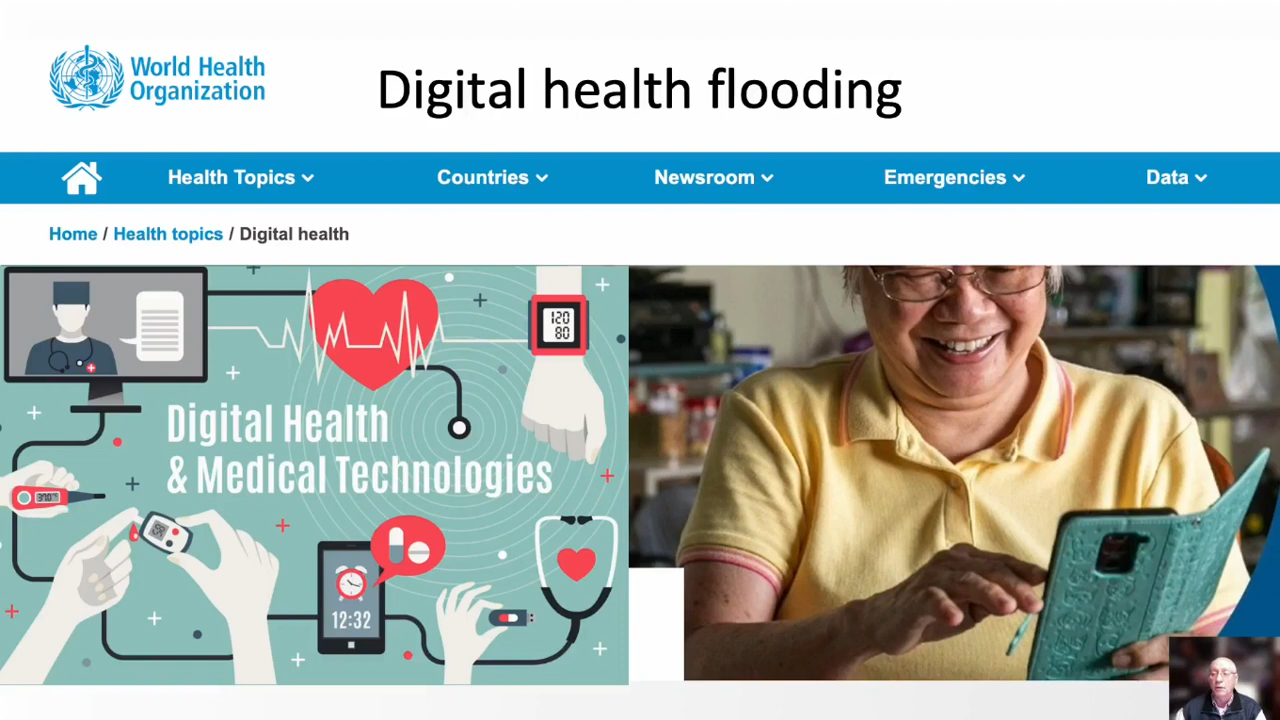 World Health
Organization
Digital health flooding
Health Topics
Countries
Newsroom
Emergencies
Data
Home / Health topics / Digital health
120
80
Digital Health
& Medical Technologies
12:32